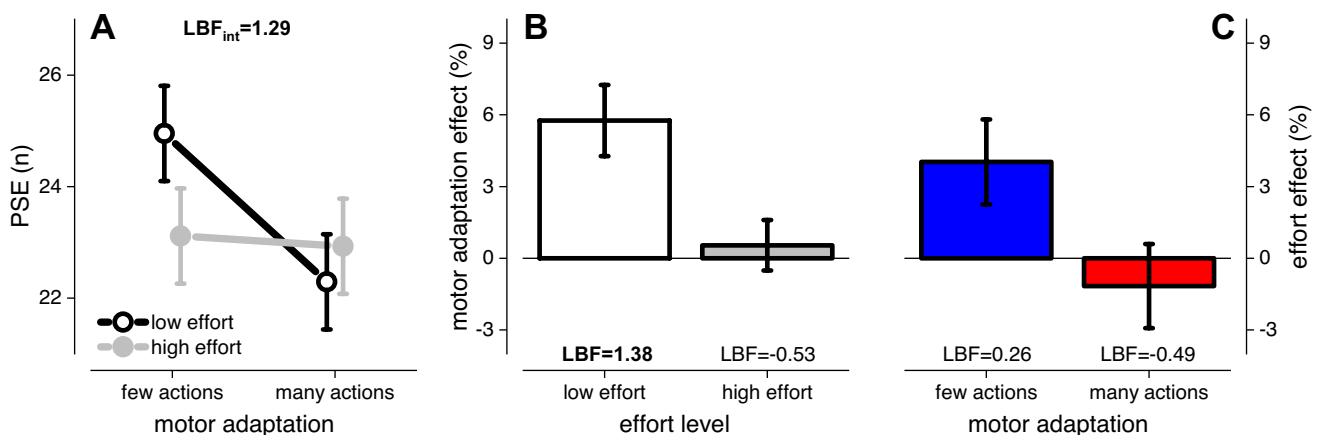 A
LBFint=1.29
PSE (n)
26
24
22
low effort
high effort
few actions
many actions
motor adaptation
B
motor adaptation effect (%)
9
6
3
0
-3
LBF=1.38
LBF=-0.53
low effort
high effort
effort level
C
effort effect (%)
9
6
3
0
-3
LBF=0.26
LBF=-0.49
few actions
many actions
motor adaptation